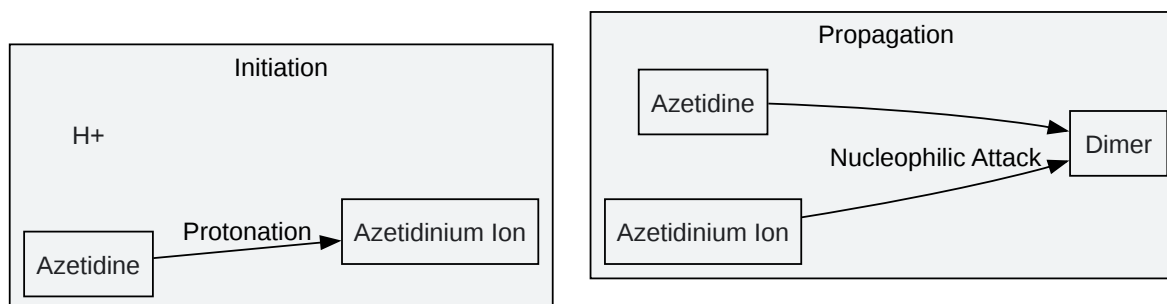 Initiation
H+
Protonation
Azetidine
Azetidinium Ion
Propagation
Azetidine
Nucleophilic Attack
Dimer
Azetidinium Ion